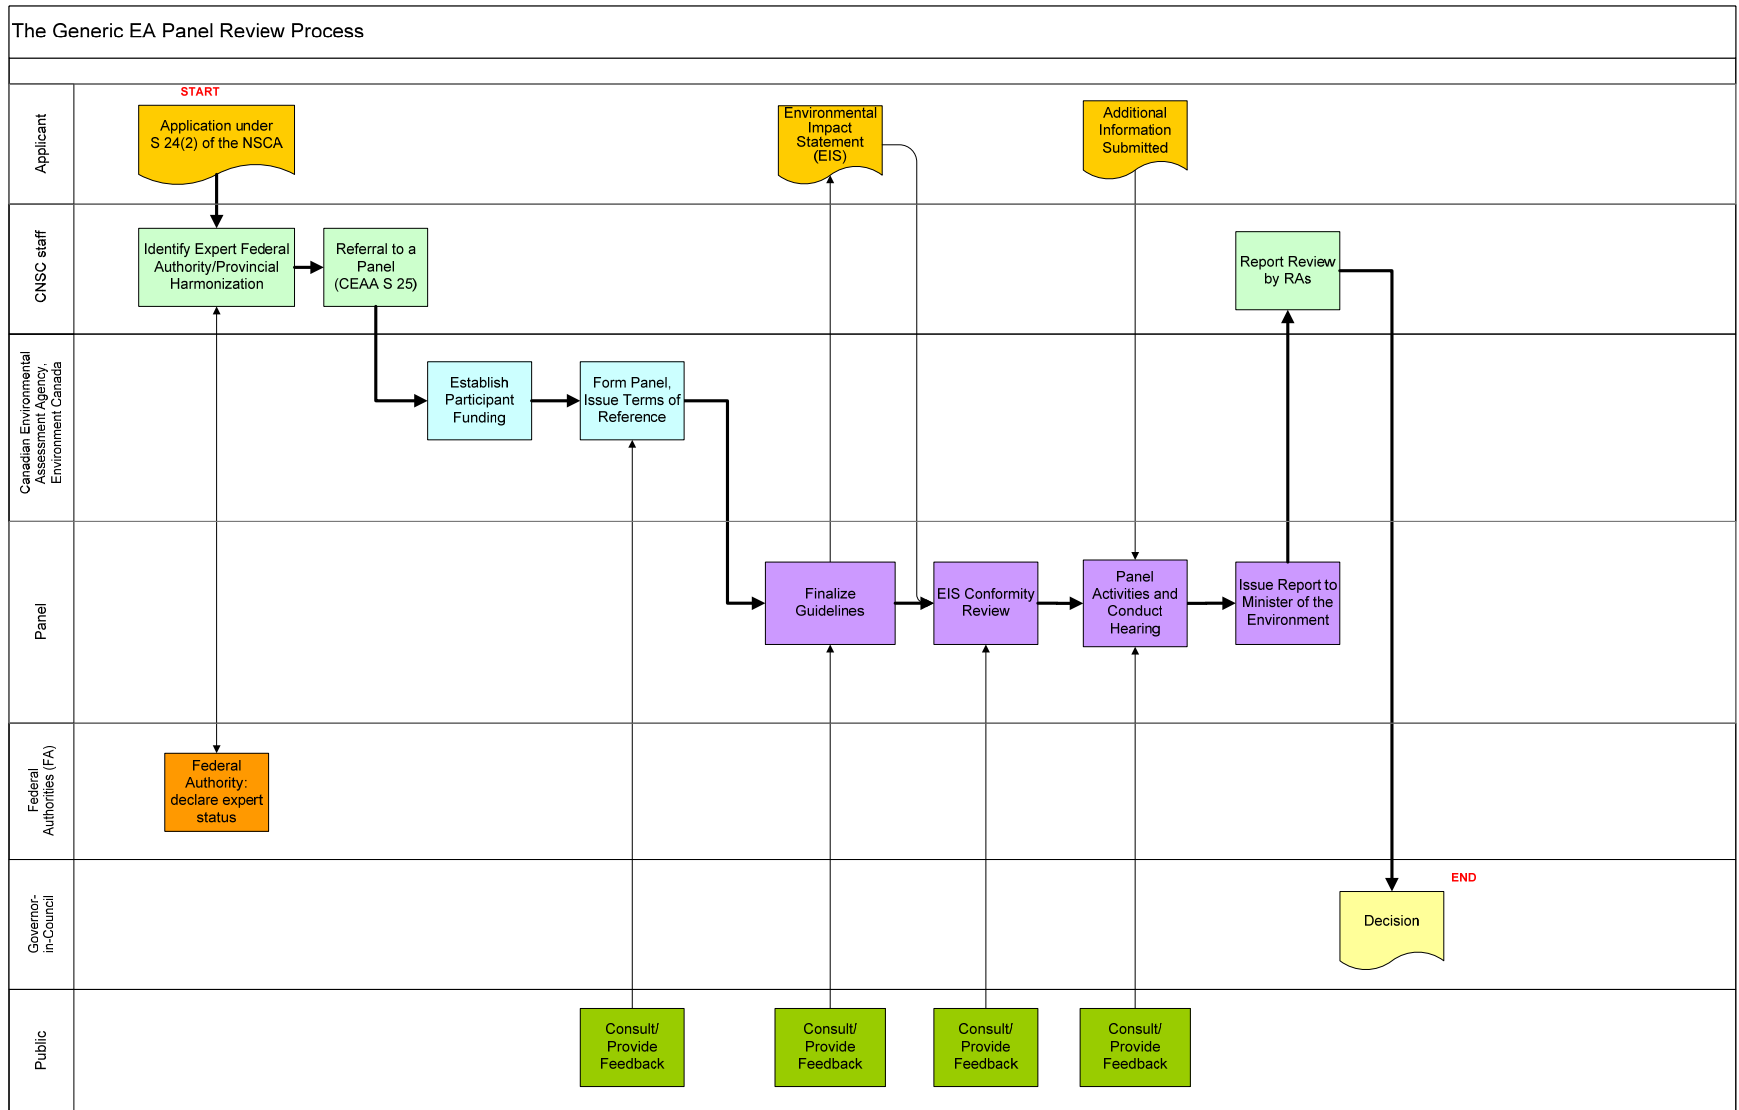 The Generic EA Panel Review Process
Applicant
START
Application under
S 24(2) of the NSCA
Environmental
Impact
Statement
(EIS)
Additional
Information
Submitted
CNSC staff
Identify Expert Federal
Authority/Provincial
Harmonization
Referral to a
Panel
(CEAA S 25)
Report Review
by RAs
Canadian Environmental
Assessment Agency,
Environment Canada
Establish
Participant
Funding
Form Panel,
Issue Terms of
Reference
Panel
Finalize
Guidelines
EIS Conformity
Review
Panel
Activities and
Conduct
Hearing
Issue Report to
Minister of the
Environment
Federal
Authorities (FA)
Federal
Authority:
declare expert
status
Governor-
in-Council
END
Decision
Public
Consult/
Provide
Feedback
Consult/
Provide
Feedback
Consult/
Provide
Feedback
Consult/
Provide
Feedback